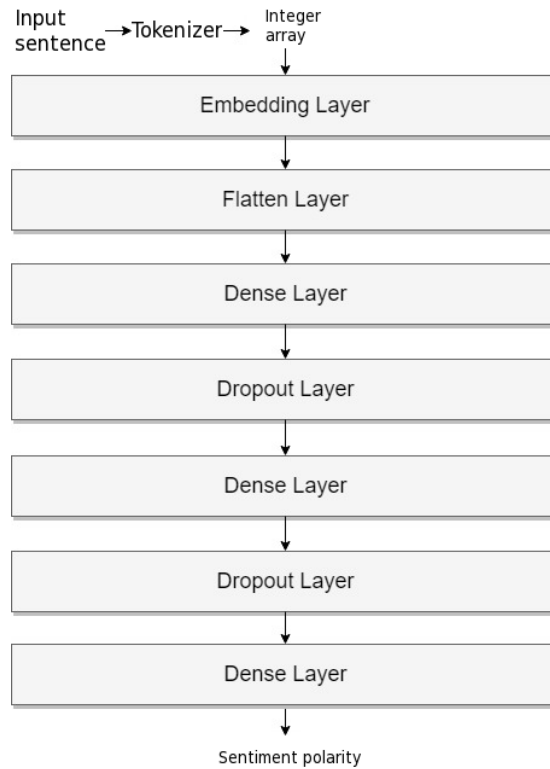 Input
sentence
Tokenizer
Integer
array
Embedding Layer
Flatten Layer
Dense Layer
Dropout Layer
Dense Layer
Dropout Layer
Dense Layer
Sentiment polarity